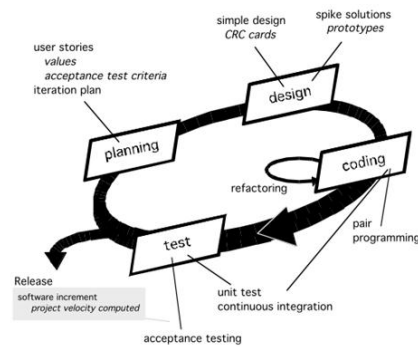 simple design
CRC cards
spike solutions
prototypes
user stories
values
acceptance test criteria
iteration plan
design
planning
coding
refactoring
pair
programming
test
Release
software increment
project velocity computed
unit test
continuous integration
acceptance testing